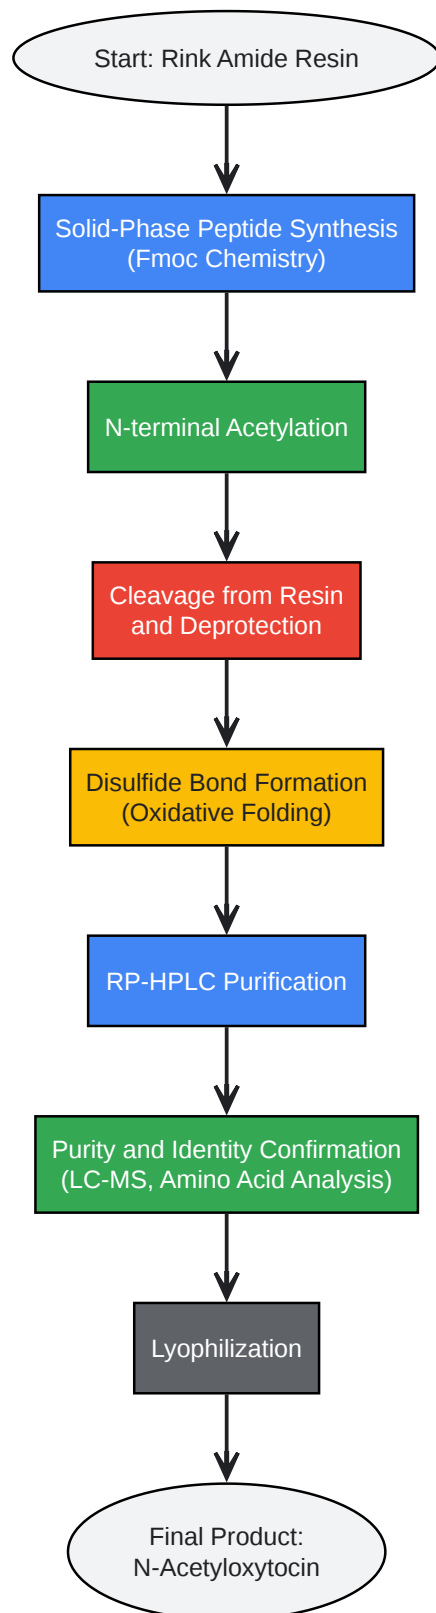 Start: Rink Amide Resin
Solid-Phase Peptide Synthesis
(Fmoc Chemistry)
N-terminal Acetylation
Cleavage from Resin
and Deprotection
Disulfide Bond Formation
(Oxidative Folding)
RP-HPLC Purification
Purity and Identity Confirmation
(LC-MS, Amino Acid Analysis)
Lyophilization
Final Product:
N-Acetyloxytocin